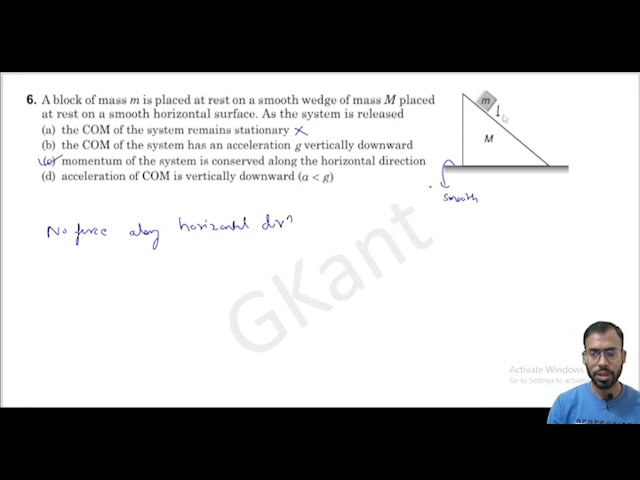 6. A block of mass m is placed at rest on a smooth wedge of mass M placed
at rest on a smooth horizontal surface. As the system is released
(a) the COM of the system remains stationary ✗
(b) the COM of the system has an acceleration g vertically downward
(c) momentum of the system is conserved along the horizontal direction
(d) acceleration of COM is vertically downward (a < g)
m
M
smooth
No force along horizontal dirⁿ
GKant
Activate Windows
Go to Settings to activate